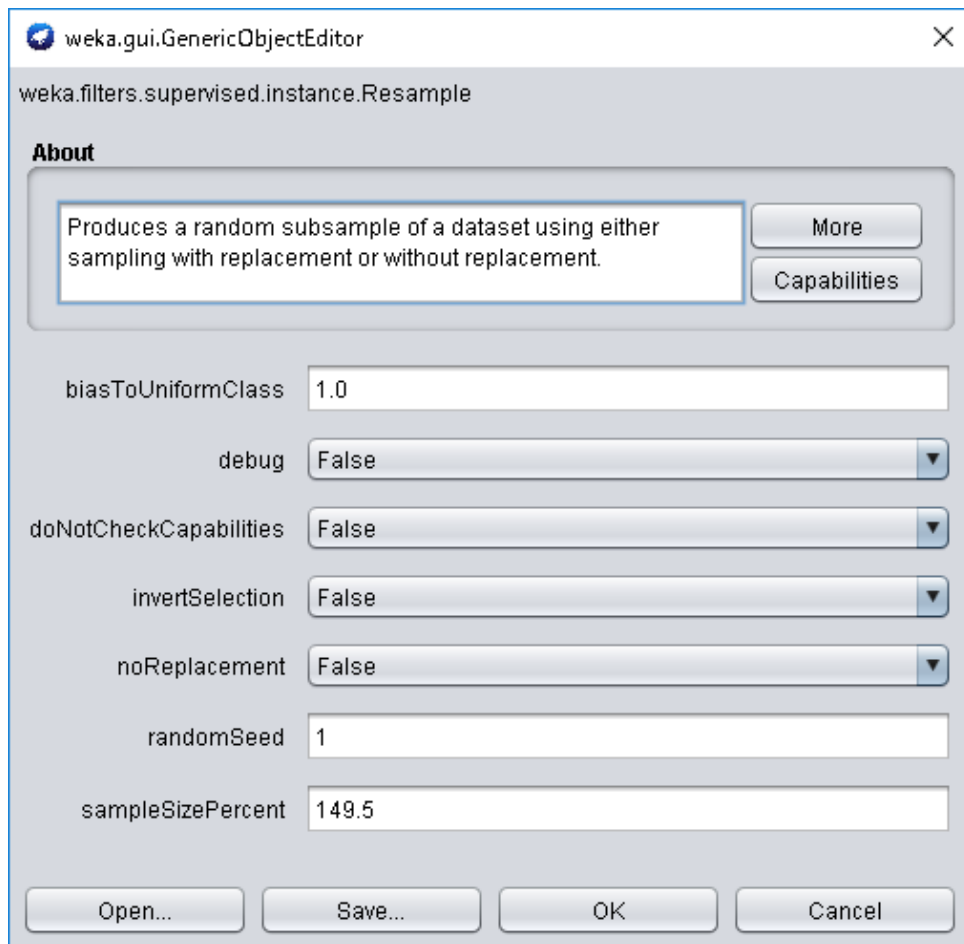 weka.gui.GenericObjectEditor
weka.filters.supervised.instance.Resample
About
Produces a random subsample of a dataset using either
sampling with replacement or without replacement.
More
Capabilities
biasToUniformClass 1.0
debug False
doNotCheckCapabilities False
invertSelection False
noReplacement False
randomSeed 1
sampleSizePercent 149.5
Open... Save... OK Cancel